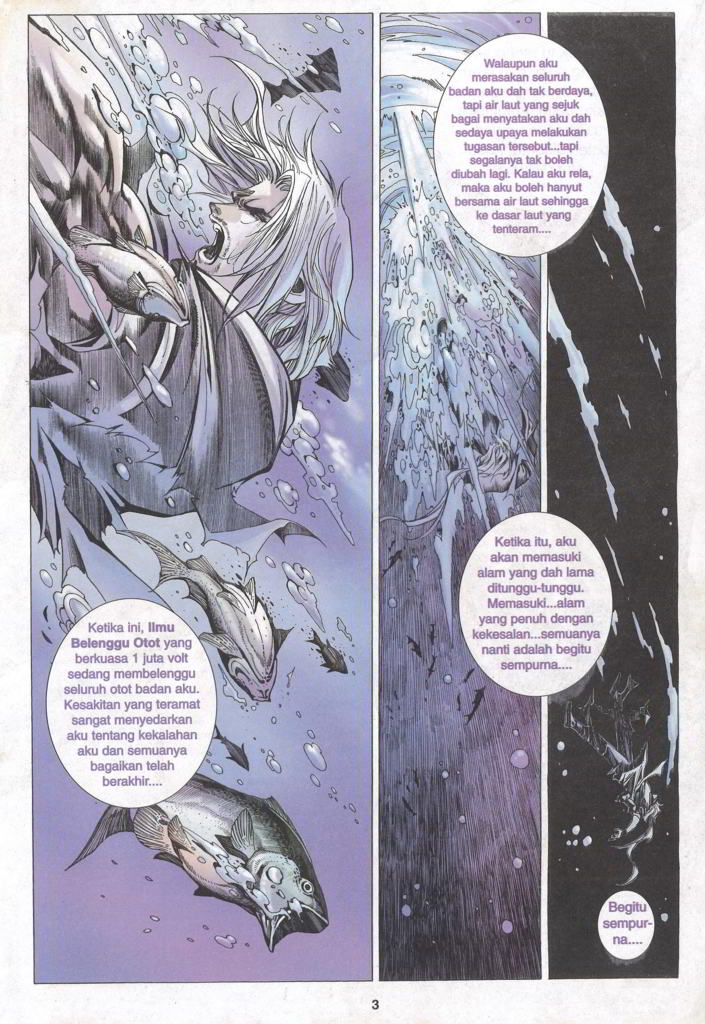 Ketika ini, Ilmu
Belenggu Otot yang
berkuasa 1 juta volt
sedang membelenggu
seluruh otot badan aku.
Kesakitan yang teramat
sangat menyedarkan
aku tentang kekalahan
aku dan semuanya
bagaikan telah
berakhir....
Walaupun aku
merasakan seluruh
badan aku dah tak berdaya,
tapi air laut yang sejuk
bagai menyatakan aku dah
sedaya upaya melakukan
tugasan tersebut...tapi
segalanya tak boleh
diubah lagi. Kalau aku rela,
maka aku boleh hanyut
bersama air laut sehingga
ke dasar laut yang
tenteram....
Ketika itu, aku
akan memasuki
alam yang dah lama
ditunggu-tunggu.
Memasuki...alam
yang penuh dengan
kekesalan...semuanya
nanti adalah begitu
sempurna....
Begitu
sempur-
na....
3